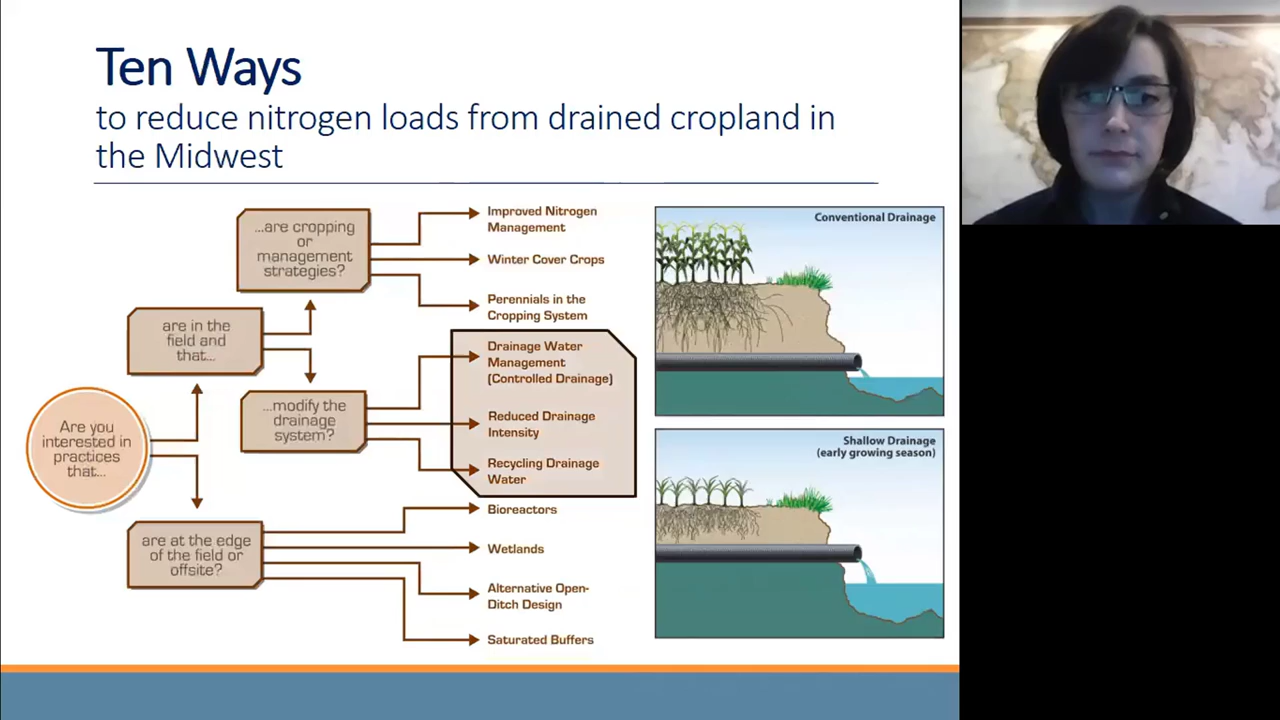 Ten Ways
to reduce nitrogen loads from drained cropland in
the Midwest
Are you
interested in
practices
that...
are in the
field and
that...
...are cropping
or
management
strategies?
Improved Nitrogen
Management
Winter Cover Crops
Perennials in the
Cropping System
...modify the
drainage
system?
Drainage Water
Management
(Controlled Drainage)
Reduced Drainage
Intensity
Recycling Drainage
Water
are at the edge
of the field or
offsite?
Bioreactors
Wetlands
Alternative Open-
Ditch Design
Saturated Buffers
Conventional Drainage
Shallow Drainage
(early growing season)